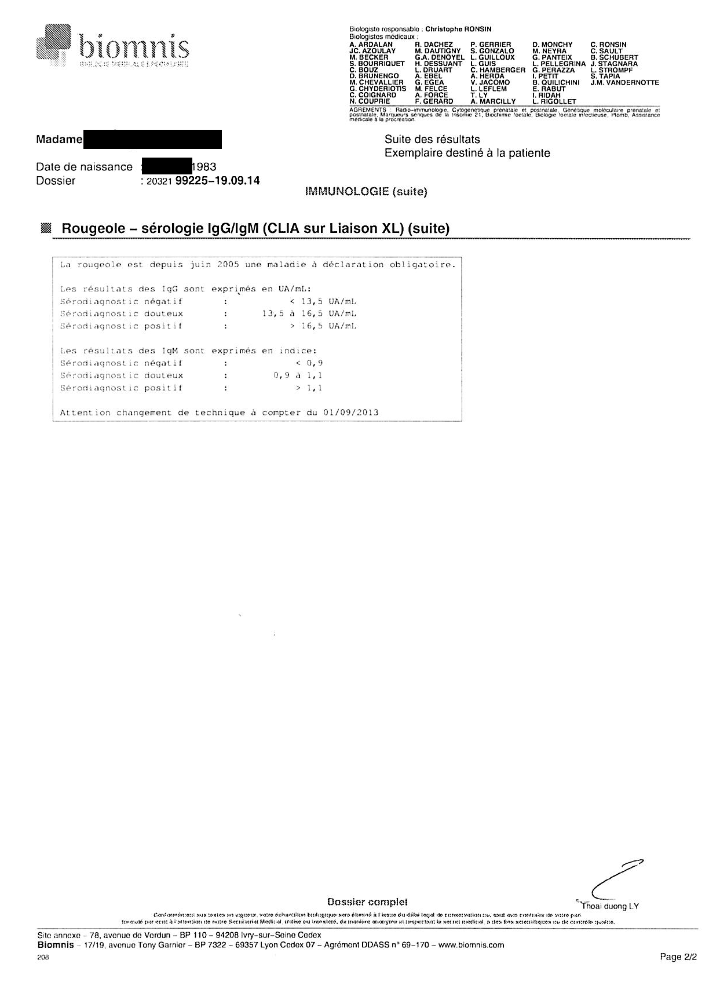 biomnis
BIOLOGIE MEDICALE SPECIALISEE
Biologiste responsable : Christophe RONSIN
Biologistes médicaux :
A. ARDALAN R. DACHEZ P. GERRIER D. MONCHY C. RONSIN
JC. AZOULAY M. DAUTIGNY S. GONZALO M. NEYRA C. SAULT
M. BECKER G.A. DENOYEL L. GUILLOUX G. PANTEIX B. SCHUBERT
S. BOURRIQUET H. DESSUANT L. GUIS L. PELLEGRINA J. STAGNARA
C. BOUZ L. DRUART C. HAMBERGER G. PERAZZA L. STROMPF
D. BRUNENGO A. EBEL A. HERDA I. PETIT S. TAPIA
M. CHEVALLIER G. EGEA V. JACOMO B. QUILICHINI J.M. VANDERNOTTE
G. CHYDERIOTIS M. FELCE L. LEFLEM E. RABUT
C. COIGNARD A. FORCE T. LY I. RIDAH
N. COUPRIE F. GERARD A. MARCILLY L. RIGOLLET
AGREMENTS : Radio-immunologie, Cytogénétique prénatale et postnatale, Génétique moléculaire prénatale et
postnatale, Marqueurs sériques de la trisomie 21, Biochimie foetale, Biologie foetale infectieuse, Plomb, Assistance
médicale à la procréation
Madame
Suite des résultats
Exemplaire destiné à la patiente
Date de naissance : 1983
Dossier : 20321 99225-19.09.14
IMMUNOLOGIE (suite)
Rougeole – sérologie IgG/IgM (CLIA sur Liaison XL) (suite)
La rougeole est depuis juin 2005 une maladie à déclaration obligatoire.
Les résultats des IgG sont exprimés en UA/mL:
Sérodiagnostic négatif : < 13,5 UA/mL
Sérodiagnostic douteux : 13,5 à 16,5 UA/mL
Sérodiagnostic positif : > 16,5 UA/mL
Les résultats des IgM sont exprimés en indice:
Sérodiagnostic négatif : < 0,9
Sérodiagnostic douteux : 0,9 à 1,1
Sérodiagnostic positif : > 1,1
Attention changement de technique à compter du 01/09/2013
Thoai duong LY
Dossier complet
Conformément aux textes en vigueur, votre échantillon biologique sera éliminé à l'issue du délai légal de conservation ou, sauf avis contraire de votre part
formulé par écrit à l'attention de notre Secrétariat Médical, utilisé ou transféré, de manière anonyme et respectant le secret médical, à des fins scientifiques ou de contrôle qualité.
Site annexe – 78, avenue de Verdun – BP 110 – 94208 Ivry-sur-Seine Cedex
Biomnis – 17/19, avenue Tony Garnier – BP 7322 – 69357 Lyon Cedex 07 – Agrément DDASS n° 69-170 – www.biomnis.com
208
Page 2/2